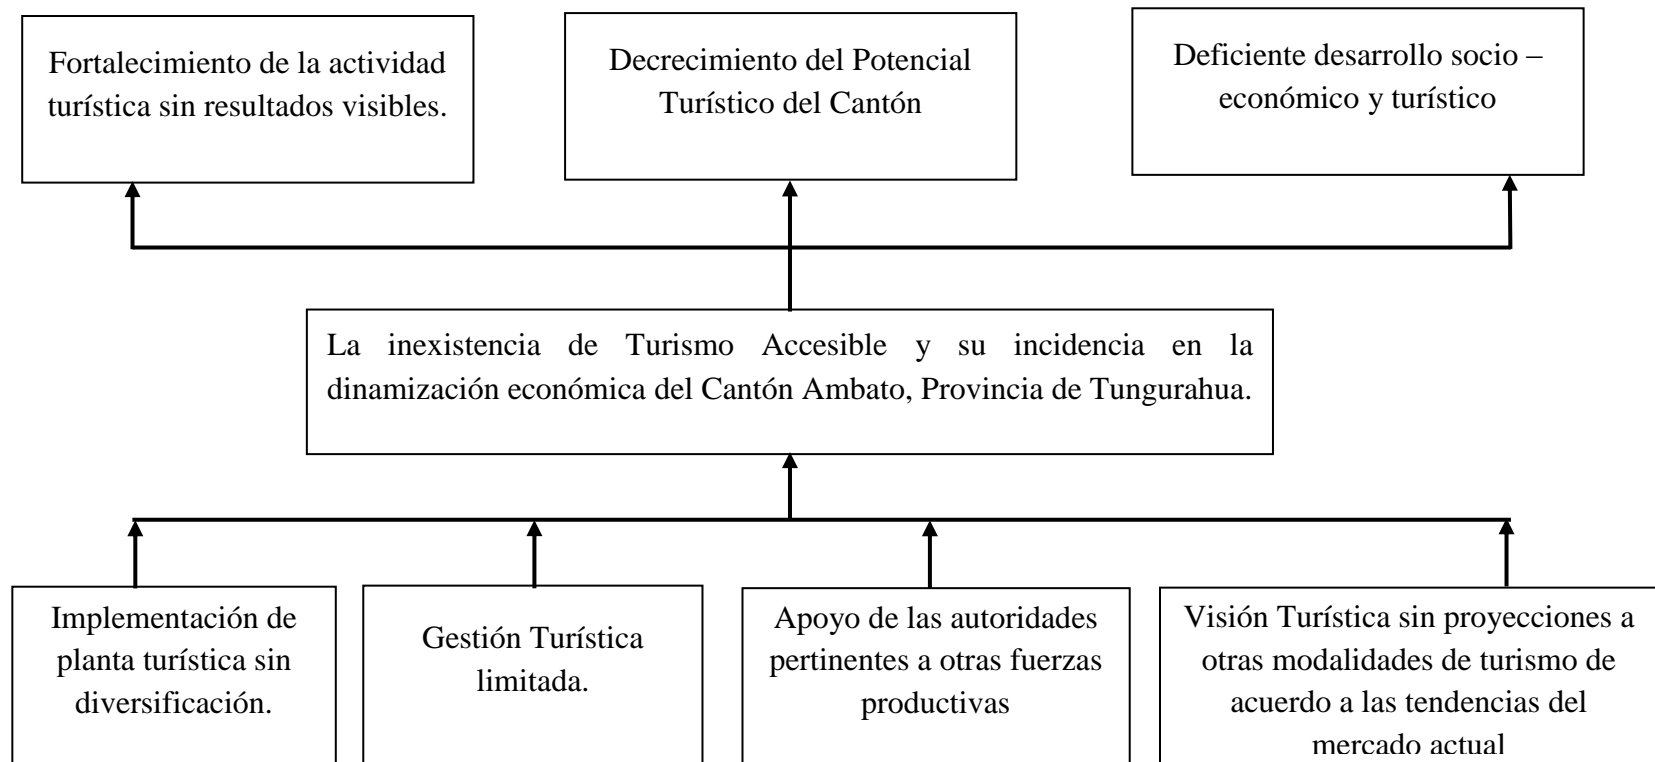 Fortalecimiento de la actividad
turística sin resultados visibles.
Decrecimiento del Potencial
Turístico del Cantón
Deficiente desarrollo socio –
económico y turístico
La inexistencia de Turismo Accesible y su incidencia en la
dinamización económica del Cantón Ambato, Provincia de Tungurahua.
Implementación de
planta turística sin
diversificación.
Gestión Turística
limitada.
Apoyo de las autoridades
pertinentes a otras fuerzas
productivas
Visión Turística sin proyecciones a
otras modalidades de turismo de
acuerdo a las tendencias del
mercado actual